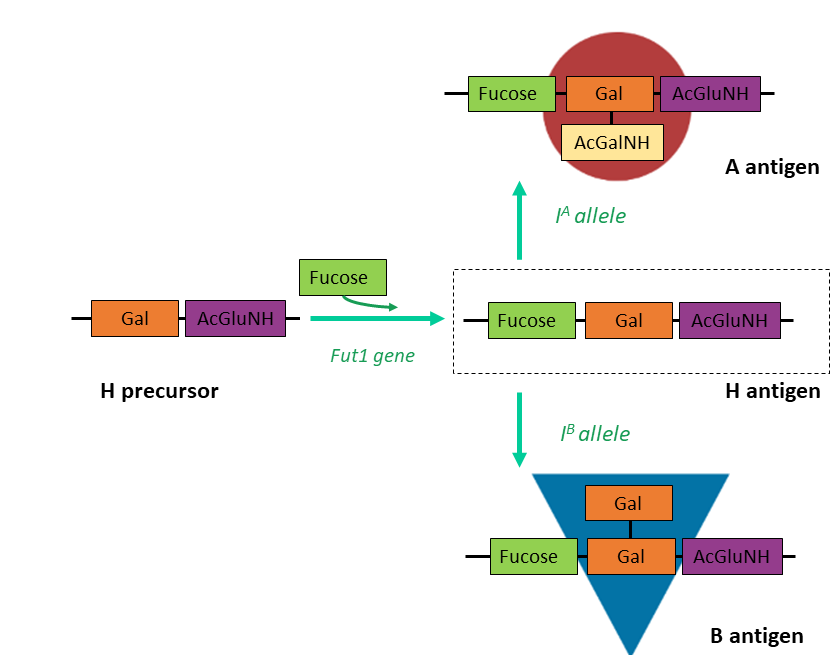 Fucose Gal AcGluNH
AcGalNH
A antigen
I^A allele
Fucose
Gal AcGluNH
Fut1 gene
H precursor
Fucose Gal AcGluNH
H antigen
I^B allele
Gal
Fucose Gal AcGluNH
B antigen